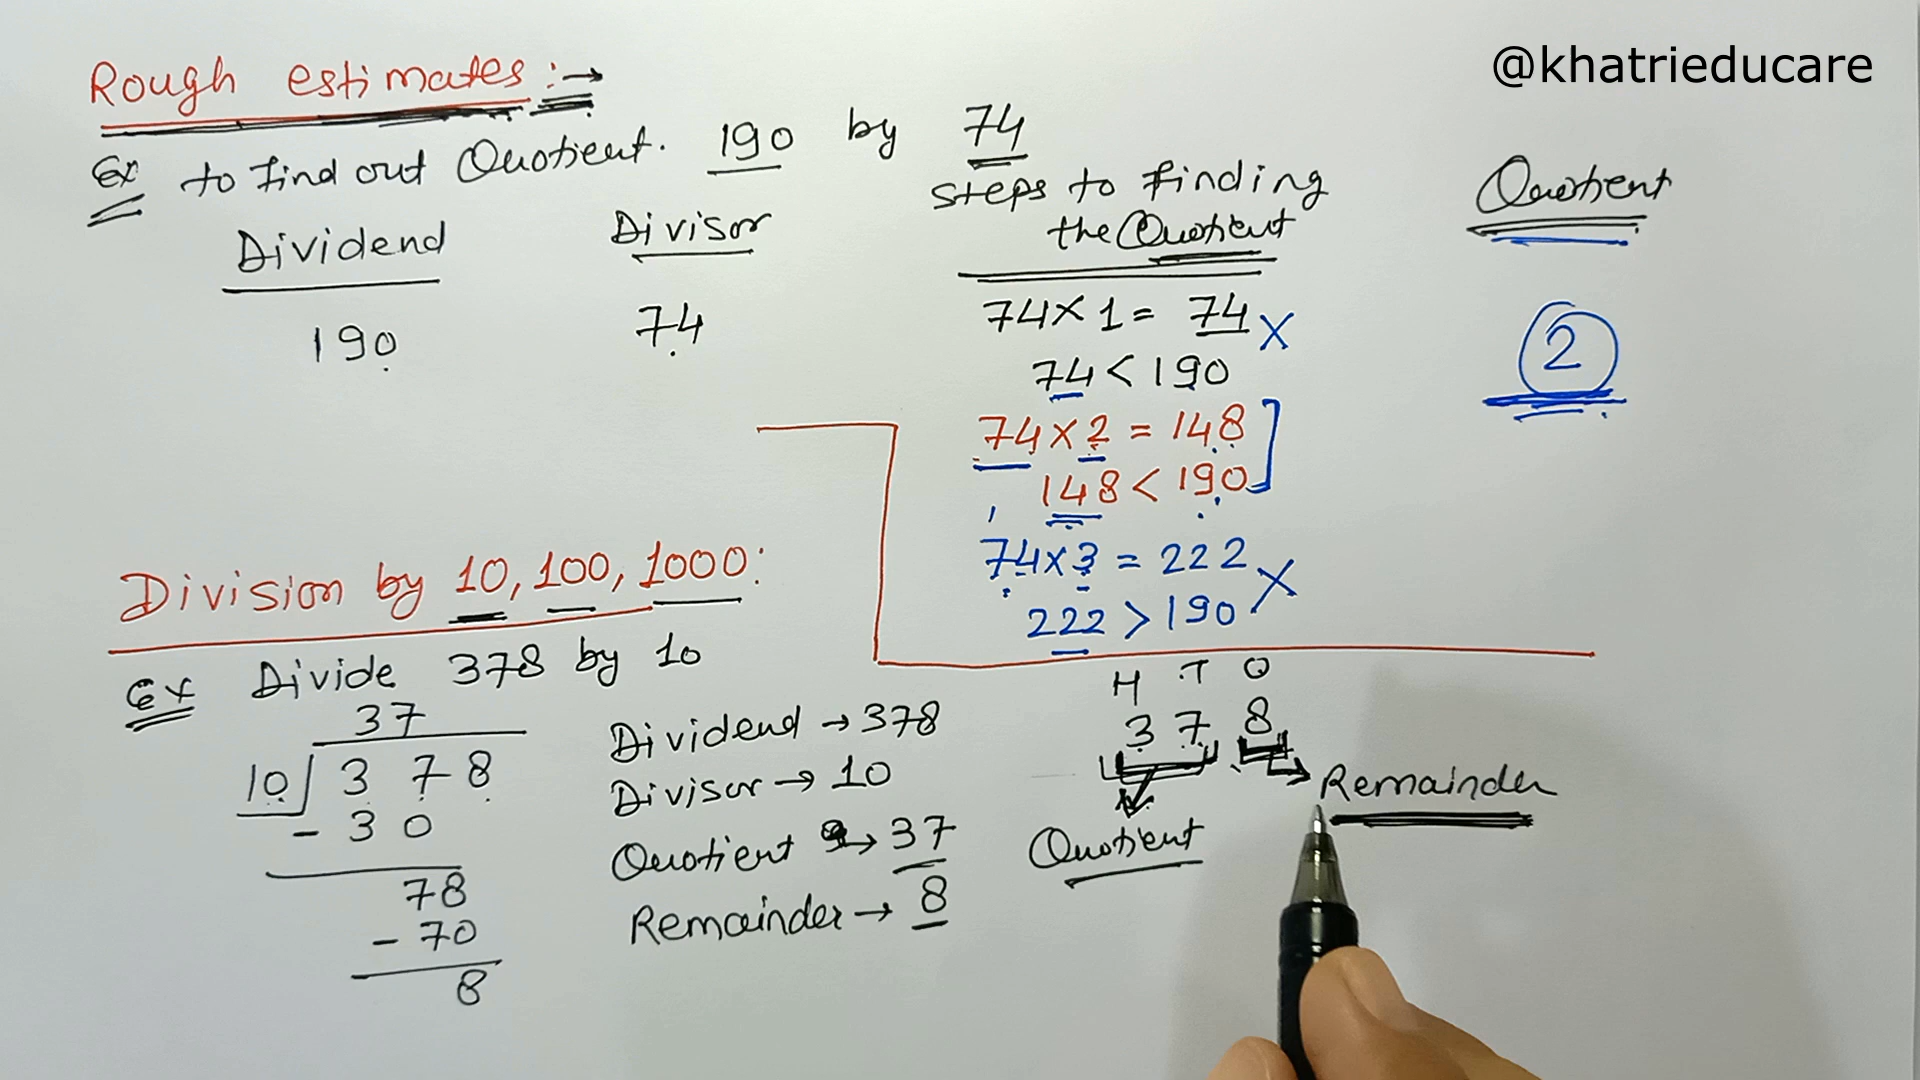 @khatrieducare
Rough estimates :→
Ex to find out Quotient. 190 by 74
Dividend
190
Divisor
74
steps to finding
the Quotient
74 × 1 = 74 X
74 < 190
74 × 2 = 148
148 < 190
74 × 3 = 222 X
222 > 190
Quotient
2
Division by 10, 100, 1000:
Ex Divide 378 by 10
37
10 3 7 8
- 3 0
78
- 70
8
Dividend → 378
Divisor → 10
Quotient → 37
Remainder → 8
H T O
3 7 8
Remainder
Quotient